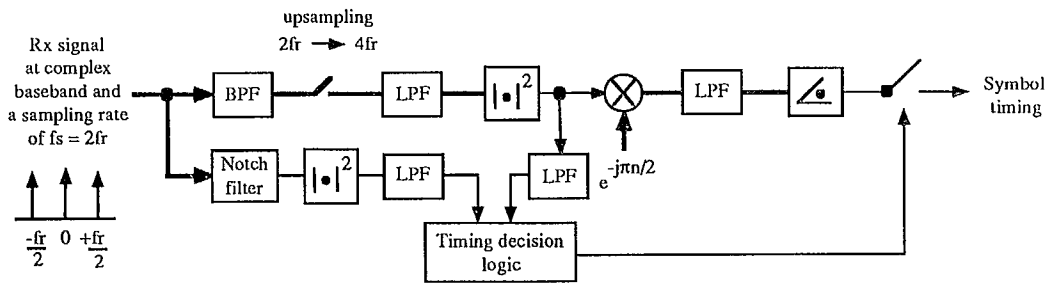 upsampling
2fr 4fr
Rx signal
at complex
baseband and
a sampling rate
of fs = 2fr
BPF
LPF
|•|²
LPF
Symbol
timing
Notch
filter
|•|²
LPF
LPF
e^-jπn/2
-fr/2 0 +fr/2
Timing decision
logic